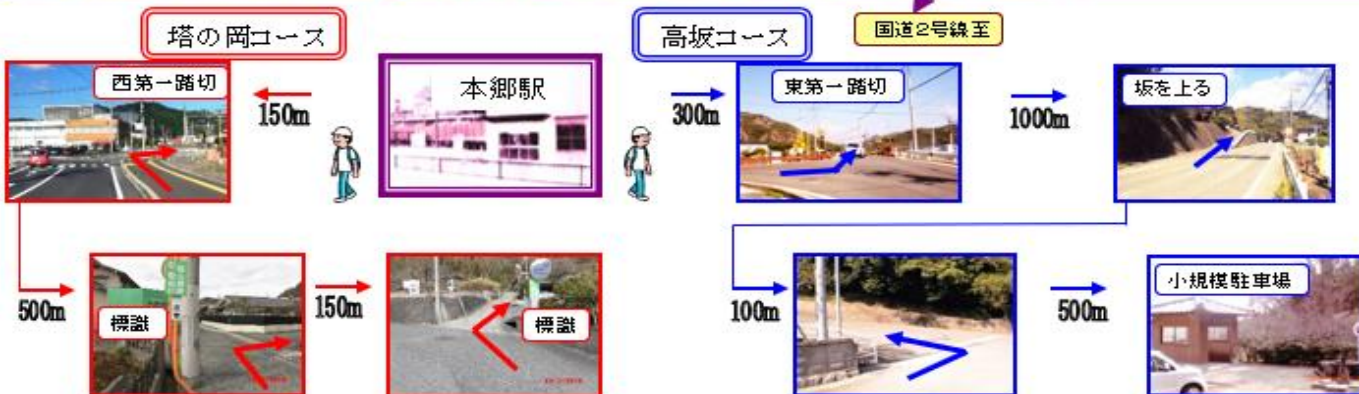 塔の岡コース
高坂コース
国道2号線至
西第一踏切
150m
本郷駅
300m
東第一踏切
1000m
坂を上る
500m
標識
150m
標識
100m
500m
小規模駐車場